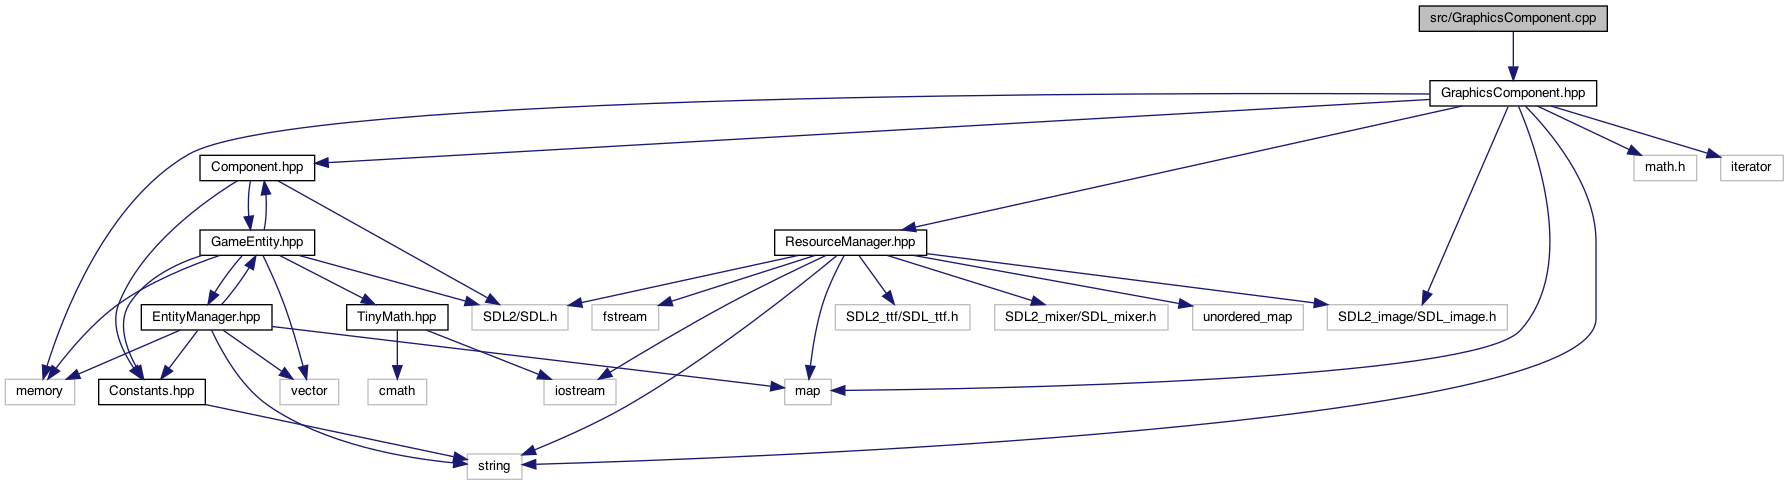 src/GraphicsComponent.cpp
GraphicsComponent.hpp
Component.hpp
math.h
iterator
GameEntity.hpp
ResourceManager.hpp
EntityManager.hpp
TinyMath.hpp
SDL2/SDL.h
fstream
SDL2_ttf/SDL_ttf.h
SDL2_mixer/SDL_mixer.h
unordered_map
SDL2_image/SDL_image.h
memory
Constants.hpp
vector
cmath
iostream
map
string